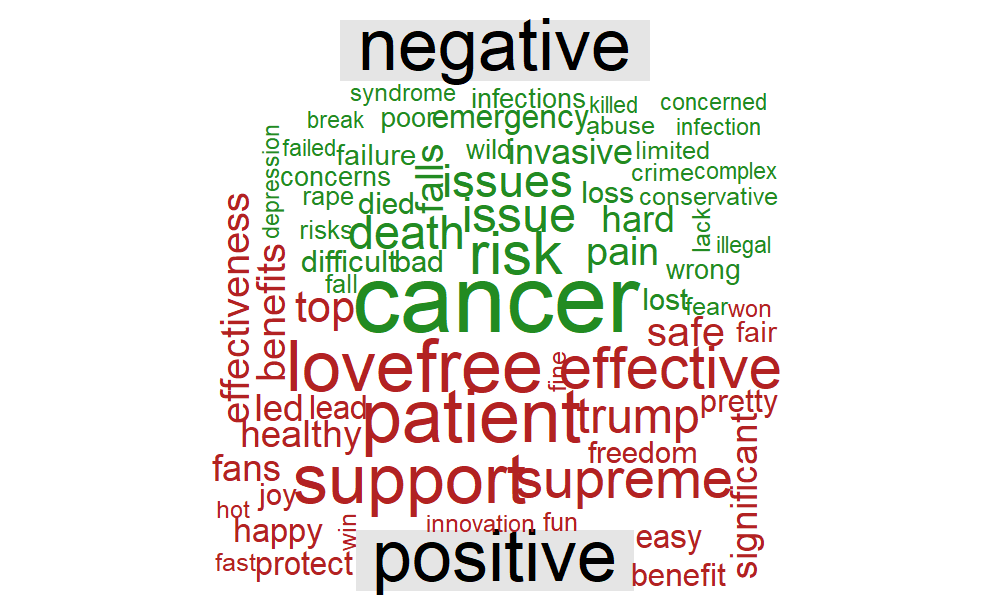 negative
syndrome infections killed concerned
break poor emergency abuse infection
depression failed failure falls wild invasive limited
concerns issues crime complex
rape died loss conservative
effectiveness risks death issue hard lack illegal
benefits difficult bad risk pain wrong
fall cancer lost fear won
top safe fair
love free fine effective
led lead patient trump pretty
healthy freedom significant
fans support supreme
hot joy
happy win innovation fun easy
fast protect positive benefit